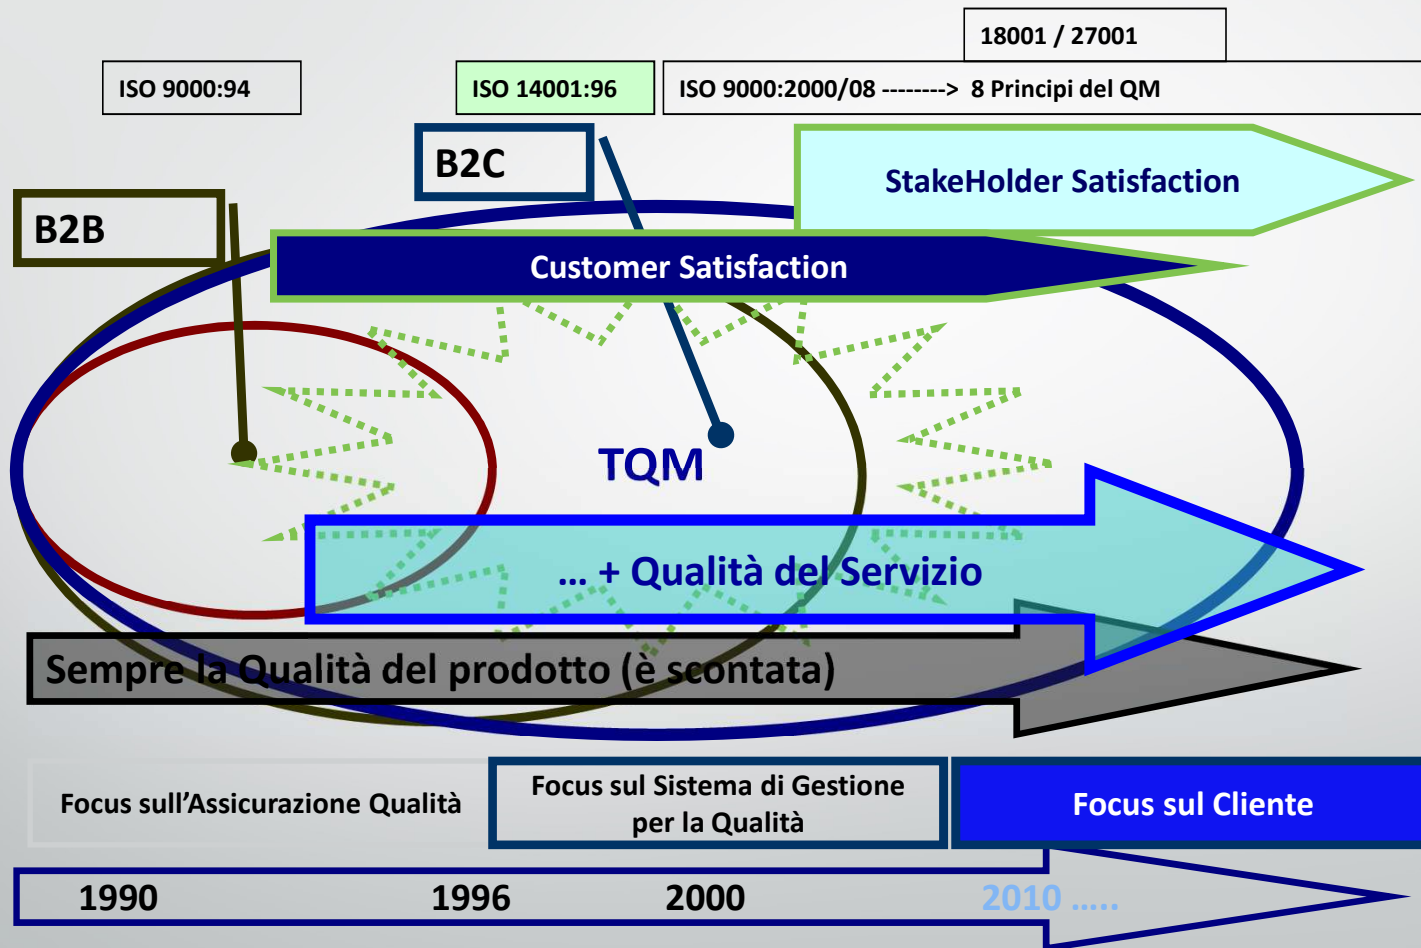 18001 / 27001
ISO 9000:94
ISO 14001:96
ISO 9000:2000/08 --------> 8 Principi del QM
B2C
StakeHolder Satisfaction
B2B
Customer Satisfaction
TQM
... + Qualità del Servizio
Sempre la Qualità del prodotto (è scontata)
Focus sull’Assicurazione Qualità
Focus sul Sistema di Gestione
per la Qualità
Focus sul Cliente
1990
1996
2000
2010 .....